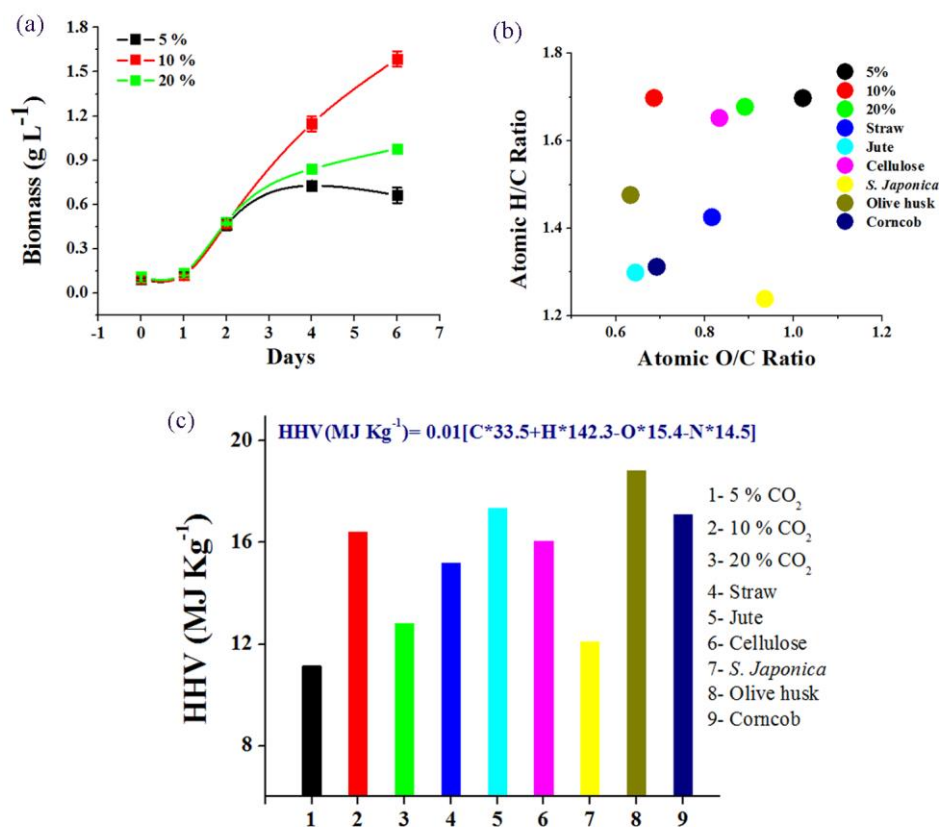 (a)
5 %
10 %
20 %
1.8
1.5
1.2
0.9
0.6
0.3
0.0
Biomass (g L⁻¹)
-1 0 1 2 3 4 5 6 7
Days
(b)
1.8
1.6
1.4
1.2
Atomic H/C Ratio
5%
10%
20%
Straw
Jute
Cellulose
S. Japonica
Olive husk
Corncob
0.6 0.8 1.0 1.2
Atomic O/C Ratio
(c)
HHV(MJ Kg⁻¹)= 0.01[C*33.5+H*142.3-O*15.4-N*14.5]
20
16
12
8
HHV (MJ Kg⁻¹)
1- 5 % CO₂
2- 10 % CO₂
3- 20 % CO₂
4- Straw
5- Jute
6- Cellulose
7- S. Japonica
8- Olive husk
9- Corncob
1 2 3 4 5 6 7 8 9